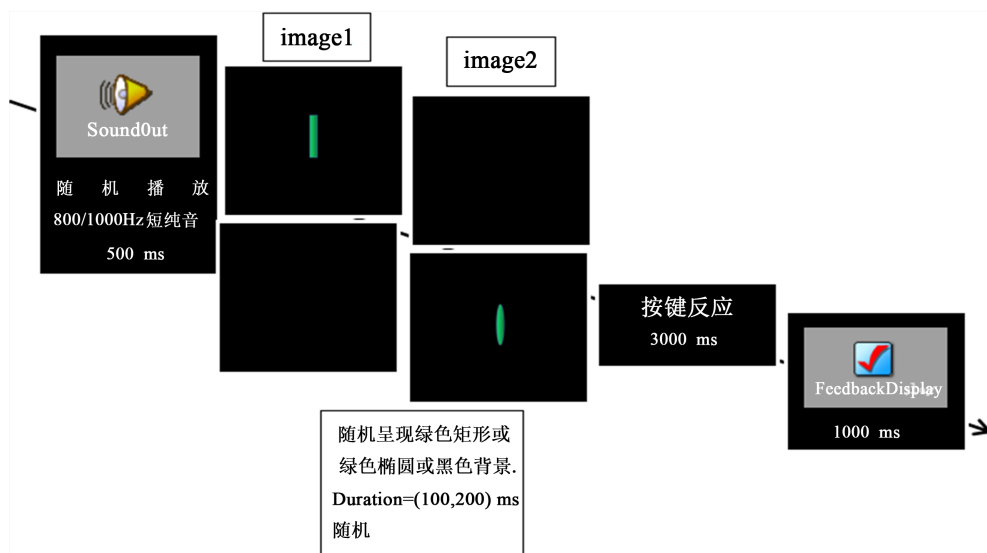 image1
image2
Sound0ut
随 机 播 放
800/1000Hz短纯音
500 ms
按键反应
3000 ms
FeedbackDisplay
1000 ms
随机呈现绿色矩形或
绿色椭圆或黑色背景.
Duration=(100,200) ms
随机